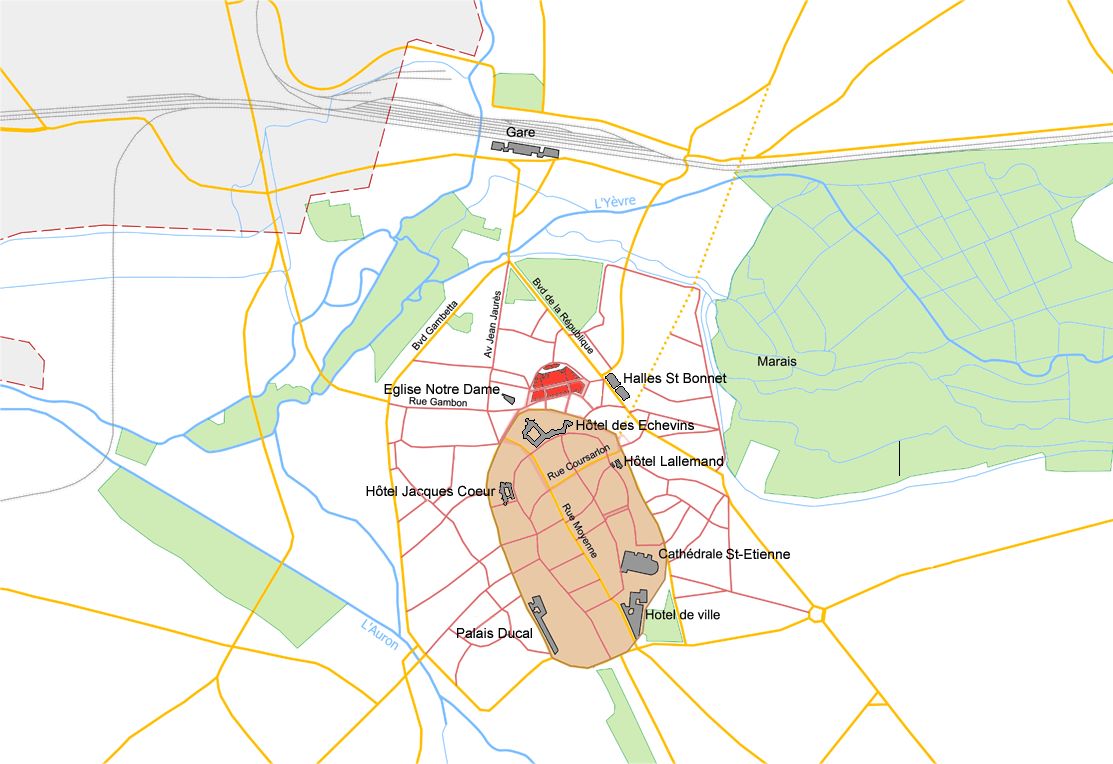 Gare
L'Yèvre
Bvd de la République
Av Jean Jaurès
Bvd Gambetta
Marais
Halles St Bonnet
Eglise Notre Dame
Rue Gambon
Hôtel des Echevins
Rue Coursarlon
Hôtel Lallemand
Hôtel Jacques Coeur
Rue Moyenne
Cathédrale St-Etienne
Hotel de ville
Palais Ducal
L'Auron